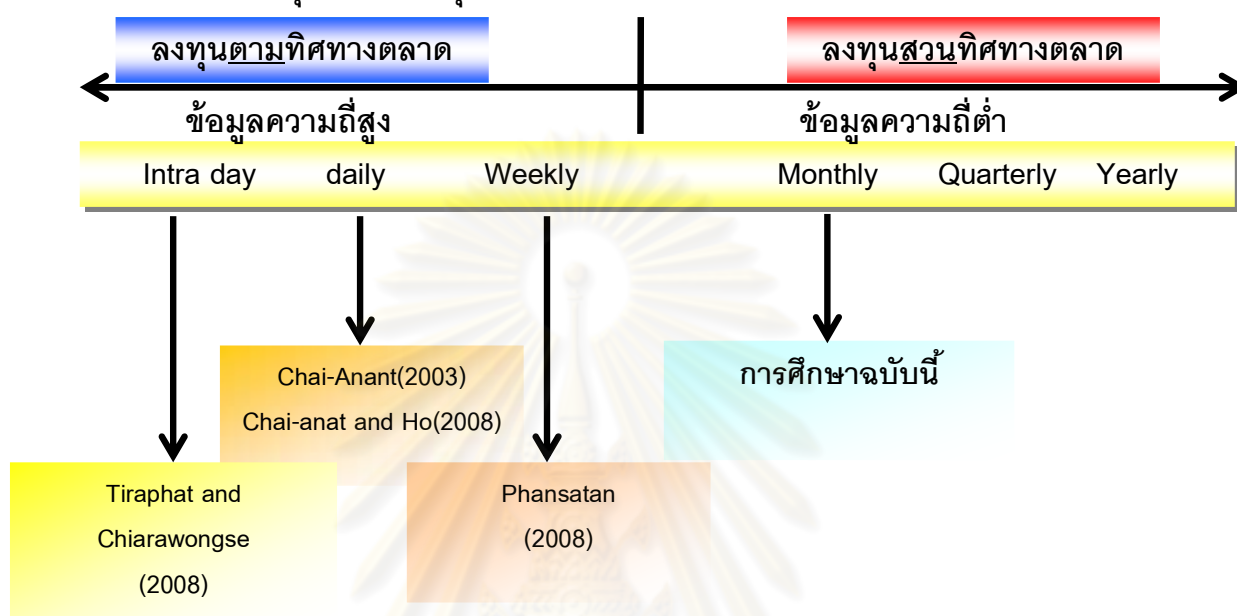 ลงทุนตามทิศทางตลาด ลงทุนสวนทิศทางตลาด
ข้อมูลความถี่สูง ข้อมูลความถี่ต่ำ
Intra day daily Weekly Monthly Quarterly Yearly
Chai-Anant(2003)
Chai-anat and Ho(2008)
การศึกษาฉบับนี้
Tiraphat and
Chiarawongse
(2008)
Phansatan
(2008)